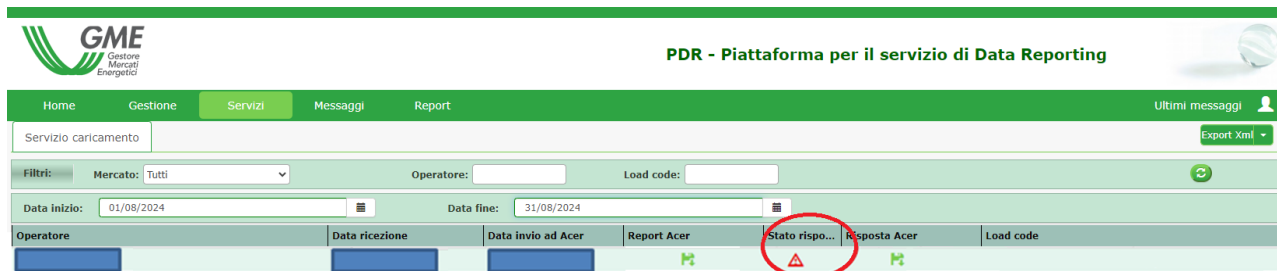 GME
Gestore
Mercati
Energetici
PDR - Piattaforma per il servizio di Data Reporting
Home Gestione Servizi Messaggi Report Ultimi messaggi
Servizio caricamento Export Xml
Filtri: Mercato: Tutti Operatore: Load code:
Data inizio: 01/08/2024 Data fine: 31/08/2024
Operatore Data ricezione Data invio ad Acer Report Acer Stato rispo... Risposta Acer Load code